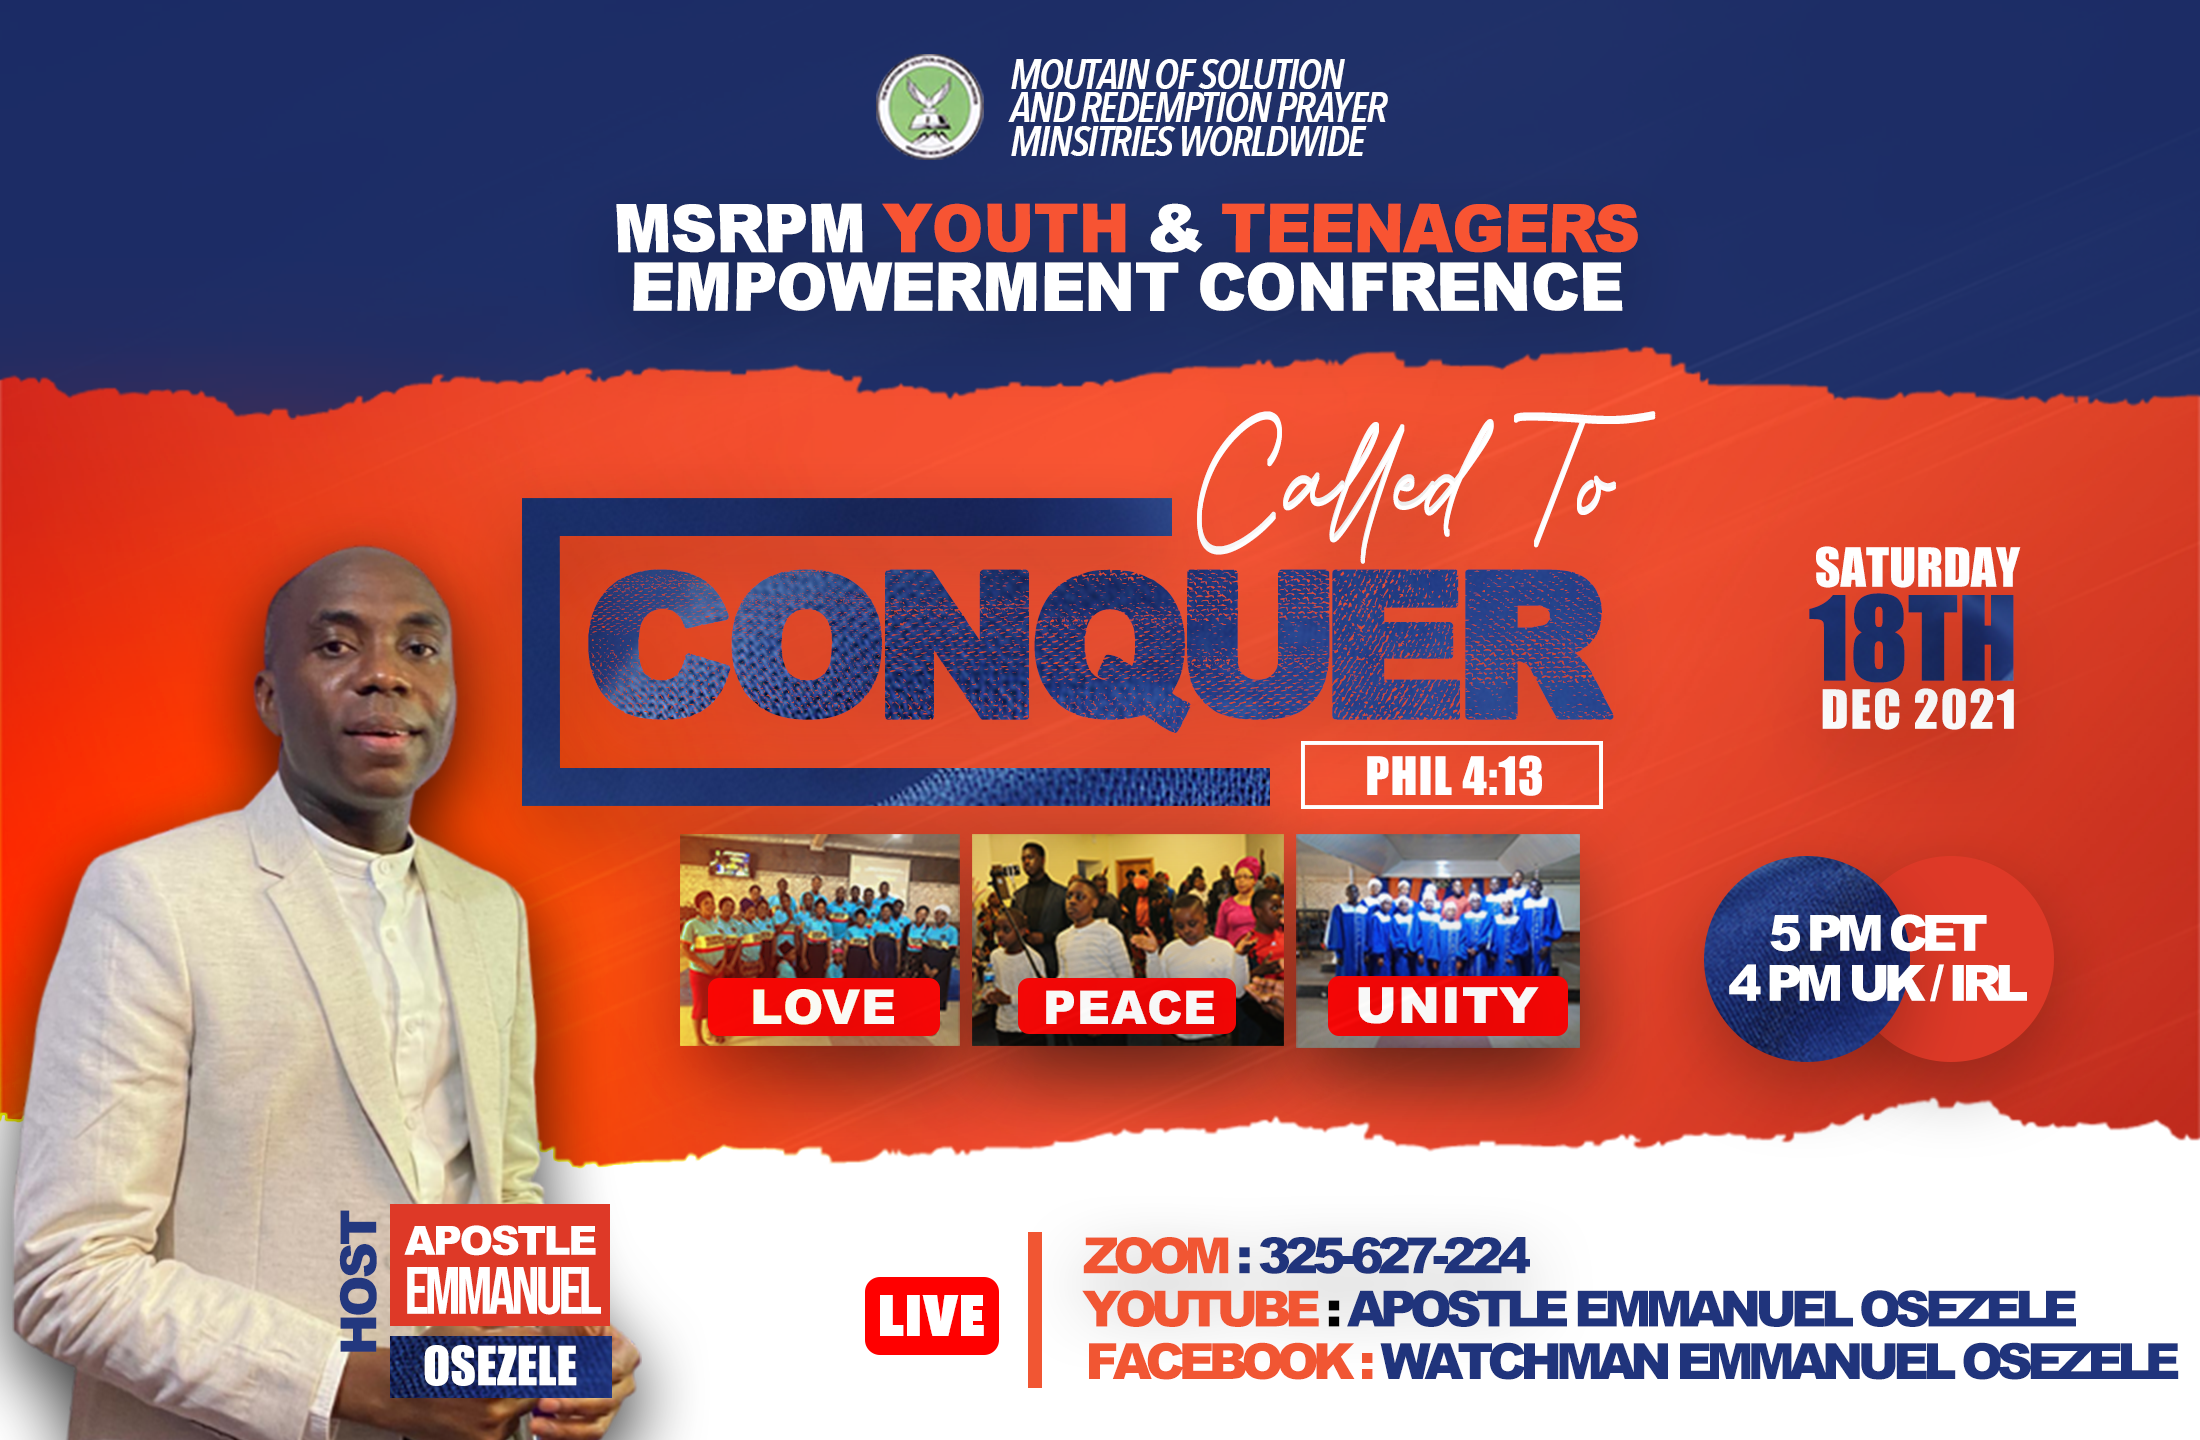 MOUTAIN OF SOLUTION
AND REDEMPTION PRAYER
MINSITRIES WORLDWIDE
MSRPM YOUTH & TEENAGERS
EMPOWERMENT CONFRENCE
Called To
CONQUER
PHIL 4:13
SATURDAY
18TH
DEC 2021
LOVE
PEACE
UNITY
5 PM CET
4 PM UK / IRL
HOST
APOSTLE
EMMANUEL
OSEZELE
LIVE
ZOOM : 325-627-224
YOUTUBE : APOSTLE EMMANUEL OSEZELE
FACEBOOK : WATCHMAN EMMANUEL OSEZELE